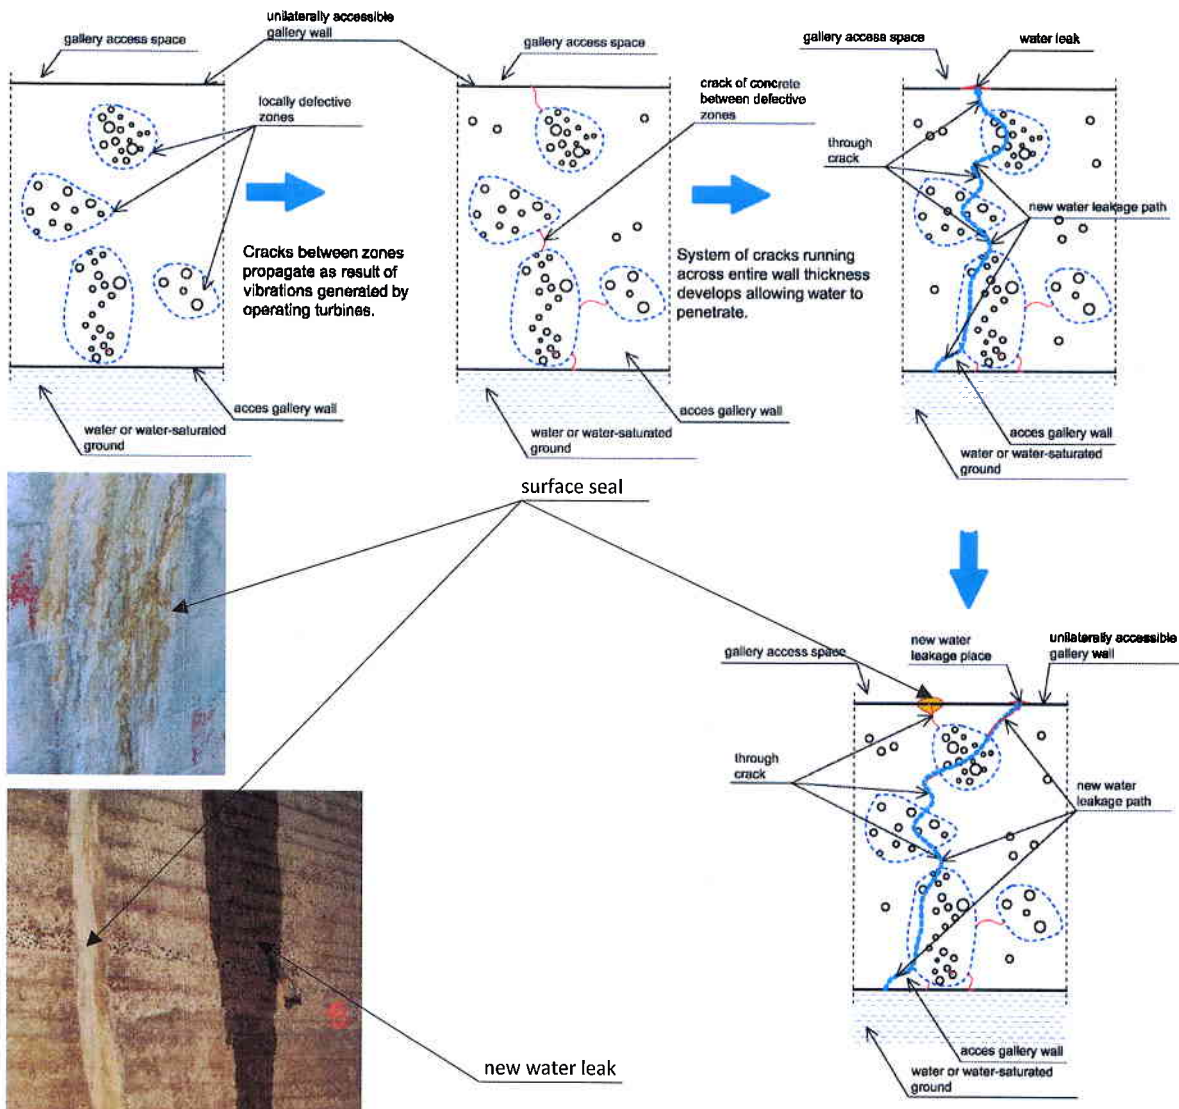 gallery access space
unilaterally accessible
gallery wall
locally defective
zones
Cracks between zones
propagate as result of
vibrations generated by
operating turbines.
acces gallery wall
water or water-saturated
ground
gallery access space
crack of concrete
between defective
zones
System of cracks running
across entire wall thickness
develops allowing water to
penetrate.
acces gallery wall
water or water-saturated
ground
gallery access space
water leak
through
crack
new water leakage path
acces gallery wall
water or water-saturated
ground
surface seal
gallery access space
new water
leakage place
unilaterally accessible
gallery wall
through
crack
new water
leakage path
acces gallery wall
water or water-saturated
ground
new water leak